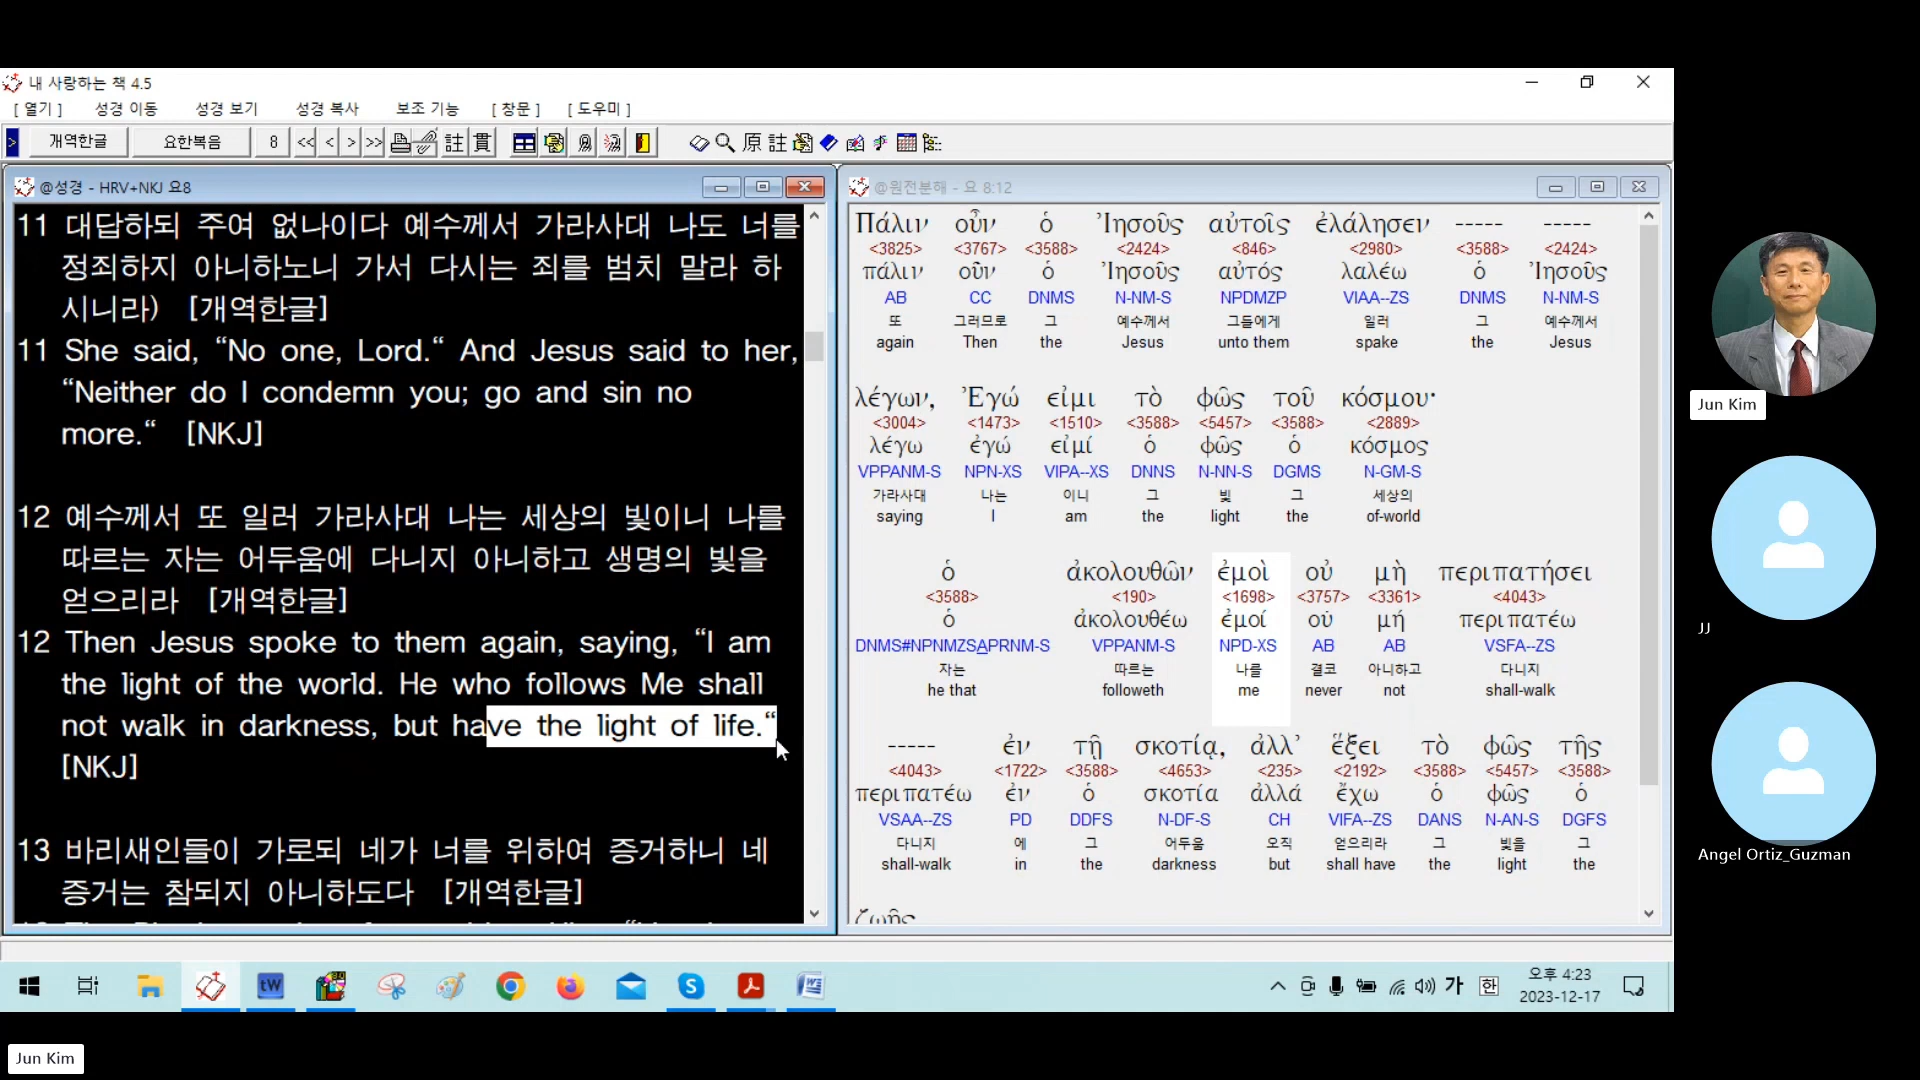 내 사랑하는 책 4.5
[ 열기 ] 성경 이동 성경 보기 성경 복사 보조 기능 [ 창문 ] [ 도우미 ]
> 개역한글 요한복음 8 << < > >> 註 貫 原 註
@성경 - HRV+NKJ 요8
11 대답하되 주여 없나이다 예수께서 가라사대 나도 너를
정죄하지 아니하노니 가서 다시는 죄를 범치 말라 하
시니라) [개역한글]
11 She said, “No one, Lord.“ And Jesus said to her,
“Neither do I condemn you; go and sin no
more.“ [NKJ]
12 예수께서 또 일러 가라사대 나는 세상의 빛이니 나를
따르는 자는 어두움에 다니지 아니하고 생명의 빛을
얻으리라 [개역한글]
12 Then Jesus spoke to them again, saying, “I am
the light of the world. He who follows Me shall
not walk in darkness, but have the light of life.“
[NKJ]
13 바리새인들이 가로되 네가 너를 위하여 증거하니 네
증거는 참되지 아니하도다 [개역한글]
@원전분해 - 요 8:12
Πάλιν οὖν ὁ Ἰησοῦς αὐτοῖς ἐλάλησεν ----- -----
<3825> <3767> <3588> <2424> <846> <2980> <3588> <2424>
πάλιν οὖν ὁ Ἰησοῦς αὐτός λαλέω ὁ Ἰησοῦς
AB CC DNMS N-NM-S NPDMZP VIAA--ZS DNMS N-NM-S
또 그러므로 그 예수께서 그들에게 일러 그 예수께서
again Then the Jesus unto them spake the Jesus
λέγων, Ἐγώ εἰμι τὸ φῶς τοῦ κόσμου·
<3004> <1473> <1510> <3588> <5457> <3588> <2889>
λέγω ἐγώ εἰμί ὁ φῶς ὁ κόσμος
VPPANM-S NPN-XS VIPA--XS DNNS N-NN-S DGMS N-GM-S
가라사대 나는 이니 그 빛 그 세상의
saying I am the light the of-world
ὁ ἀκολουθῶν ἐμοὶ οὐ μὴ περιπατήσει
<3588> <190> <1698> <3757> <3361> <4043>
ὁ ἀκολουθέω ἐμοί οὐ μή περιπατέω
DNMS#NPNMZSAPRNM-S VPPANM-S NPD-XS AB AB VSFA--ZS
자는 따르는 나를 결코 아니하고 다니지
he that followeth me never not shall-walk
----- ἐν τῇ σκοτίᾳ, ἀλλ’ ἕξει τὸ φῶς τῆς
<4043> <1722> <3588> <4653> <235> <2192> <3588> <5457> <3588>
περιπατέω ἐν ὁ σκοτία ἀλλά ἔχω ὁ φῶς ὁ
VSAA--ZS PD DDFS N-DF-S CH VIFA--ZS DANS N-AN-S DGFS
다니지 에 그 어두움 오직 얻으리라 그 빛을 그
shall-walk in the darkness but shall have the light the
ζωῆς
Jun Kim
JJ
Angel Ortiz_Guzman
가 한 오후 4:23
2023-12-17
Jun Kim